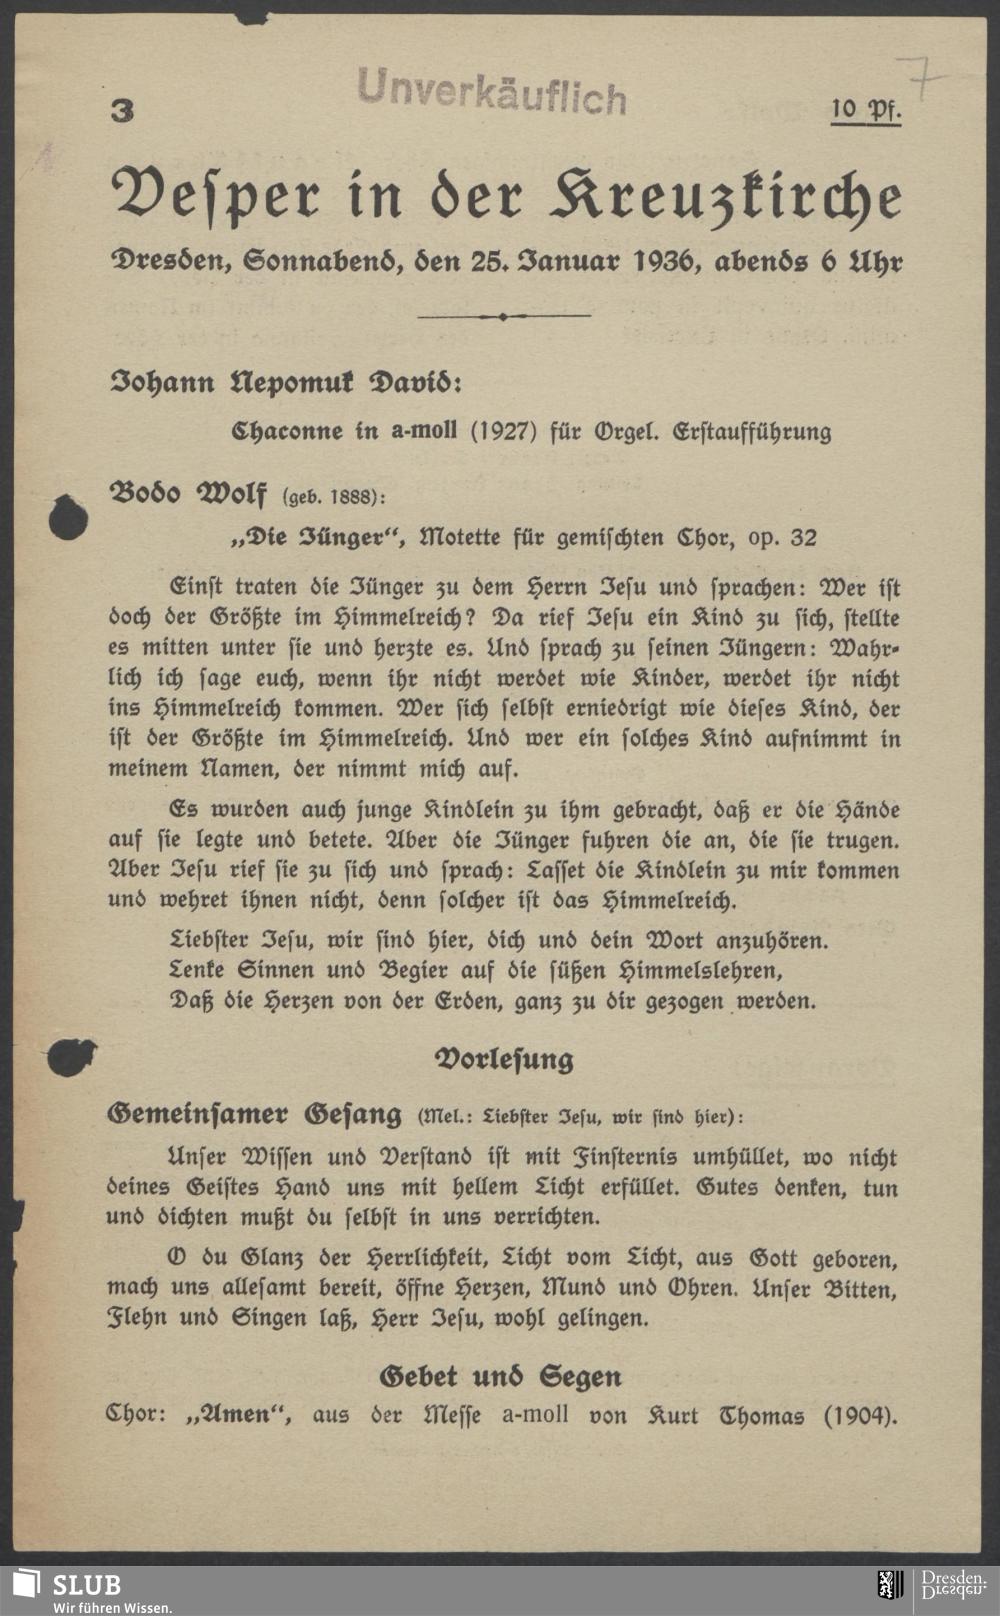 Unverkäuflich
7
3
10 Pf.
Vesper in der Kreuzkirche
Dresden, Sonnabend, den 25. Januar 1936, abends 6 Uhr
Johann Nepomuk David:
Chaconne in a-moll (1927) für Orgel. Erstaufführung
Bodo Wolf (geb. 1888):
„Die Jünger“, Motette für gemischten Chor, op. 32
Einst traten die Jünger zu dem Herrn Jesu und sprachen: Wer ist
doch der Größte im Himmelreich? Da rief Jesu ein Kind zu sich, stellte
es mitten unter sie und herzte es. Und sprach zu seinen Jüngern: Wahr-
lich ich sage euch, wenn ihr nicht werdet wie Kinder, werdet ihr nicht
ins Himmelreich kommen. Wer sich selbst erniedrigt wie dieses Kind, der
ist der Größte im Himmelreich. Und wer ein solches Kind aufnimmt in
meinem Namen, der nimmt mich auf.
Es wurden auch junge Kindlein zu ihm gebracht, daß er die Hände
auf sie legte und betete. Aber die Jünger fuhren die an, die sie trugen.
Aber Jesu rief sie zu sich und sprach: Lasset die Kindlein zu mir kommen
und wehret ihnen nicht, denn solcher ist das Himmelreich.
Liebster Jesu, wir sind hier, dich und dein Wort anzuhören.
Lenke Sinnen und Begier auf die süßen Himmelslehren,
Daß die Herzen von der Erden, ganz zu dir gezogen werden.
Vorlesung
Gemeinsamer Gesang (Mel.: Liebster Jesu, wir sind hier):
Unser Wissen und Verstand ist mit Finsternis umhüllet, wo nicht
deines Geistes Hand uns mit hellem Licht erfüllet. Gutes denken, tun
und dichten mußt du selbst in uns verrichten.
O du Glanz der Herrlichkeit, Licht vom Licht, aus Gott geboren,
mach uns allesamt bereit, öffne Herzen, Mund und Ohren. Unser Bitten,
Flehn und Singen laß, Herr Jesu, wohl gelingen.
Gebet und Segen
Chor: „Amen“, aus der Messe a-moll von Kurt Thomas (1904).
SLUB
Wir führen Wissen.
Dresden.
Dresden.